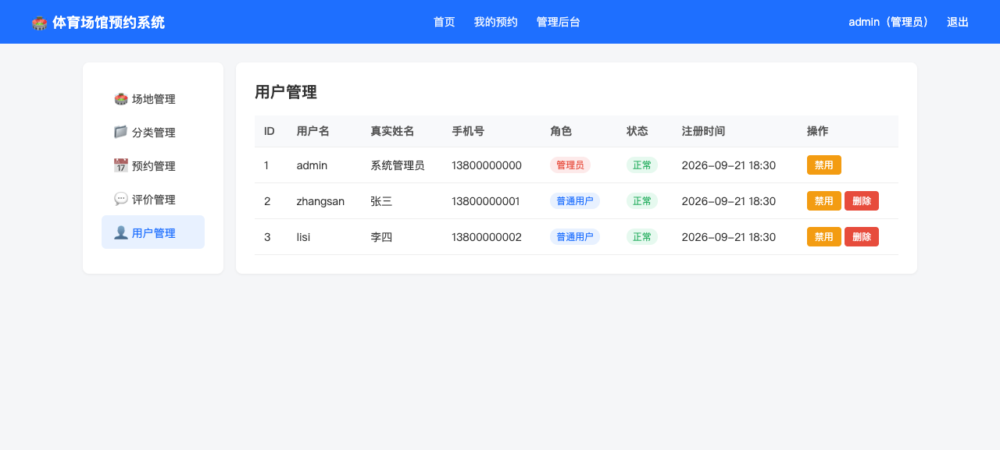 体育场馆预约系统 首页 我的预约 管理后台 admin（管理员） 退出
场地管理
分类管理
预约管理
评价管理
用户管理
用户管理
ID 用户名 真实姓名 手机号 角色 状态 注册时间 操作
1 admin 系统管理员 13800000000 管理员 正常 2026-09-21 18:30 禁用
2 zhangsan 张三 13800000001 普通用户 正常 2026-09-21 18:30 禁用 删除
3 lisi 李四 13800000002 普通用户 正常 2026-09-21 18:30 禁用 删除